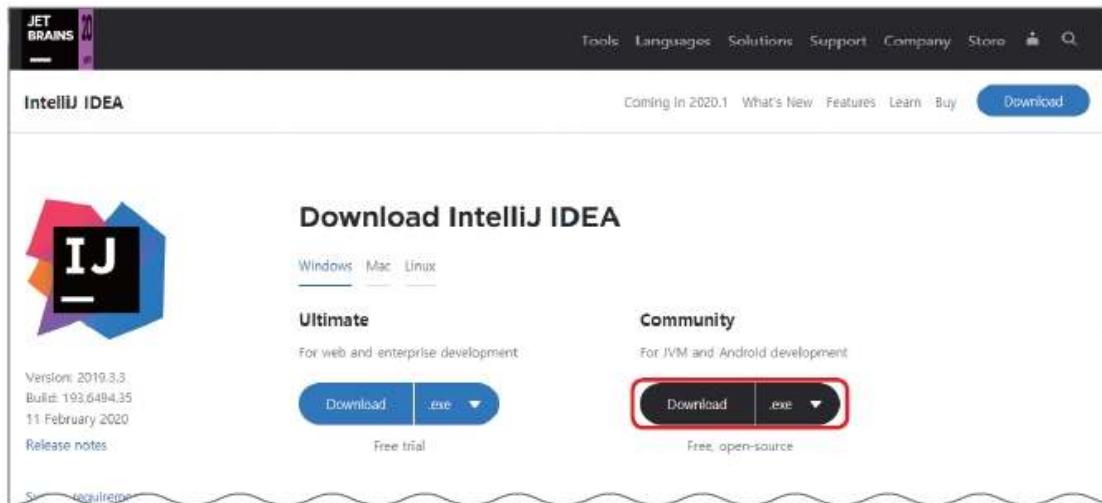 JET
BRAINS
20
Tools Languages Solutions Support Company Store
IntelliJ IDEA
Coming in 2020.1 What's New Features Learn Buy Download
IJ
Download IntelliJ IDEA
Windows Mac Linux
Ultimate
Community
For web and enterprise development
For JVM and Android development
Version: 2019.3.3
Build: 193.6494.35
11 February 2020
Release notes
Download .exe
Download .exe
Free trial
Free, open-source